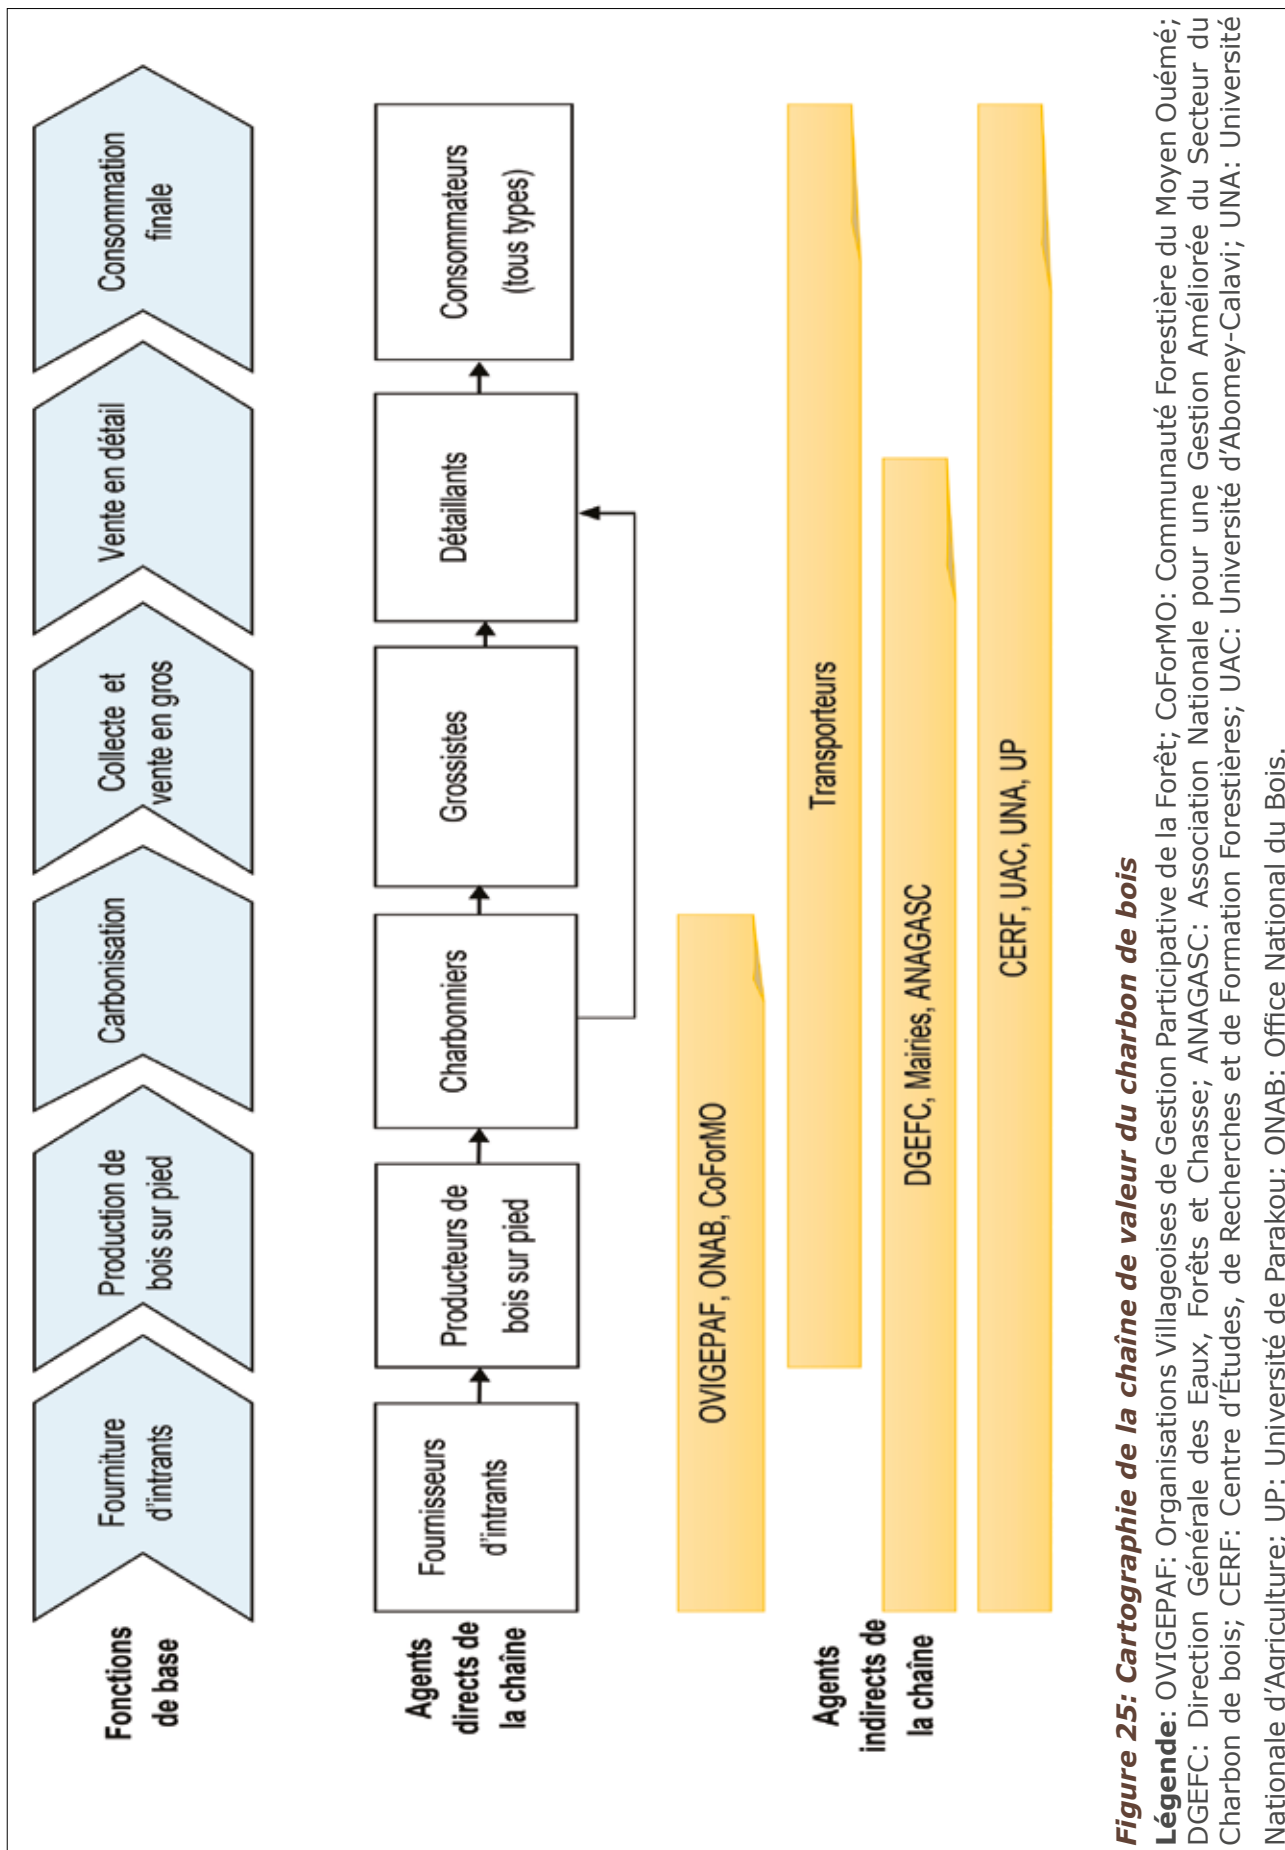 Fonctions
de base
Fourniture
d'intrants
Production de
bois sur pied
Carbonisation
Collecte et
vente en gros
Vente en détail
Consommation
finale
Agents
directs de
la chaîne
Fournisseurs
d'intrants
Producteurs de
bois sur pied
Charbonniers
Grossistes
Détaillants
Consommateurs
(tous types)
Agents
indirects de
la chaîne
OVIGEPAF, ONAB, CoForMO
Transporteurs
DGEFC, Mairies, ANAGASC
CERF, UAC, UNA, UP
Figure 25: Cartographie de la chaîne de valeur du charbon de bois
Légende: OVIGEPAF: Organisations Villageoises de Gestion Participative de la Forêt; CoForMO: Communauté Forestière du Moyen Ouémé;
DGEFC: Direction Générale des Eaux, Forêts et Chasse; ANAGASC: Association Nationale pour une Gestion Améliorée du Secteur du
Charbon de bois; CERF: Centre d'Études, de Recherches et de Formation Forestières; UAC: Université d'Abomey-Calavi; UNA: Université
Nationale d'Agriculture; UP: Université de Parakou; ONAB: Office National du Bois.